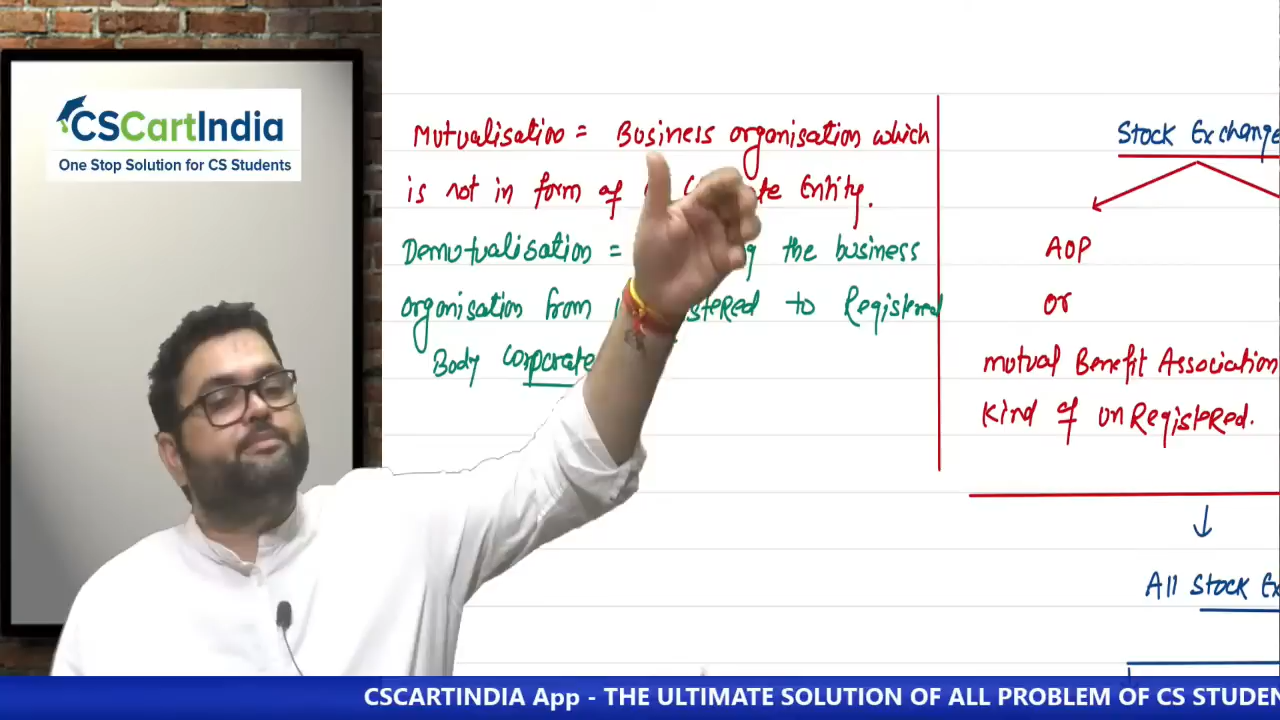 CSCartIndia
One Stop Solution for CS Students
Mutualisation = Business organisation which
is not in form of Entity.
Demutualisation = the business
organisation from to Registered
Body Corporate
Stock Exchange
AOP
or
mutual Benefit Association
Kind of unRegistered.
All Stock Ex
CSCARTINDIA App - THE ULTIMATE SOLUTION OF ALL PROBLEM OF CS STUDEN